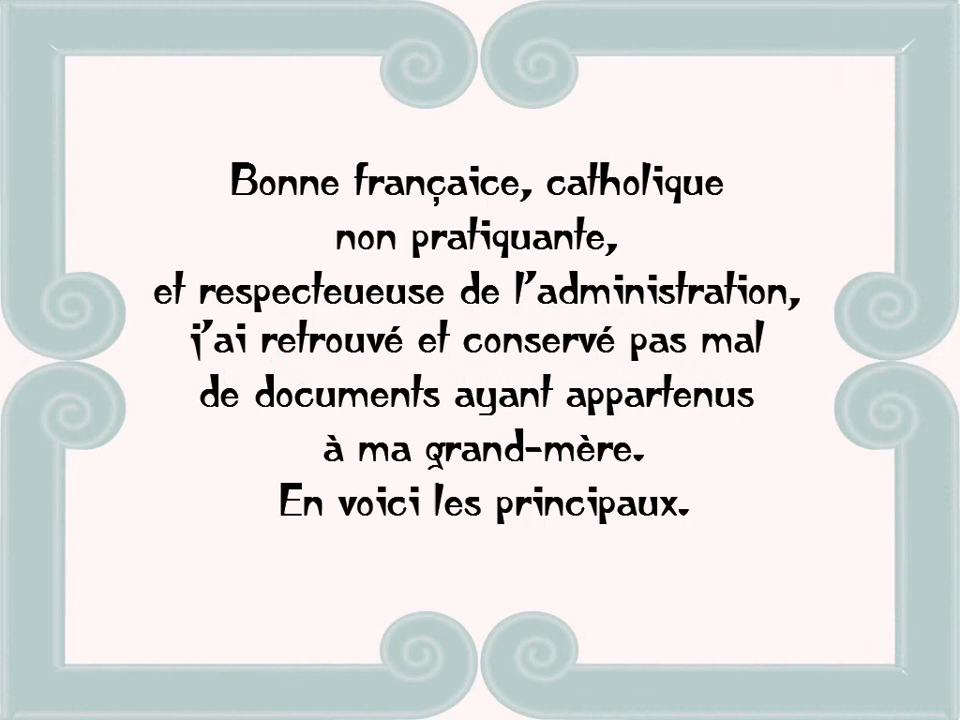 Bonne françaice, catholique
non pratiquante,
et respecteueuse de l'administration,
j'ai retrouvé et conservé pas mal
de documents ayant appartenus
à ma grand-mère.
En voici les principaux.